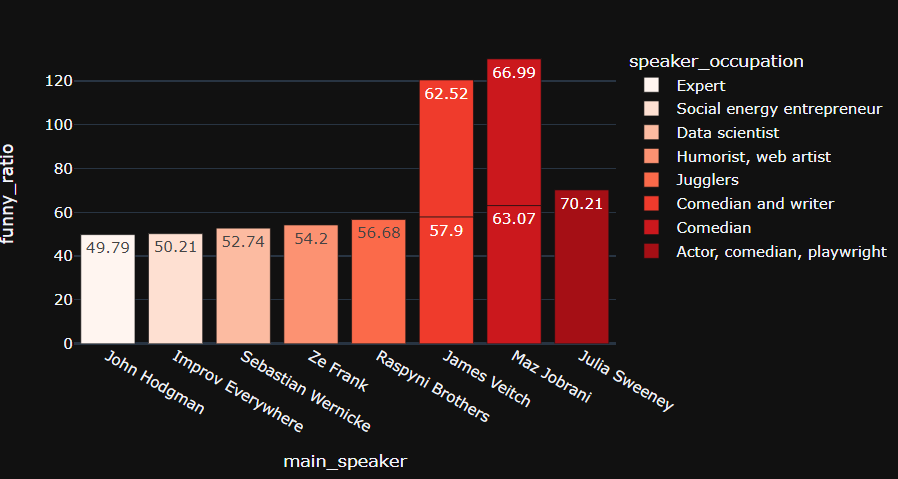 speaker_occupation
Expert
Social energy entrepreneur
Data scientist
Humorist, web artist
Jugglers
Comedian and writer
Comedian
Actor, comedian, playwright
funny_ratio
120
100
80
60
40
20
0
49.79
50.21
52.74
54.2
56.68
62.52
57.9
66.99
63.07
70.21
John Hodgman
Improv Everywhere
Sebastian Wernicke
Ze Frank
Raspyni Brothers
James Veitch
Maz Jobrani
Julia Sweeney
main_speaker